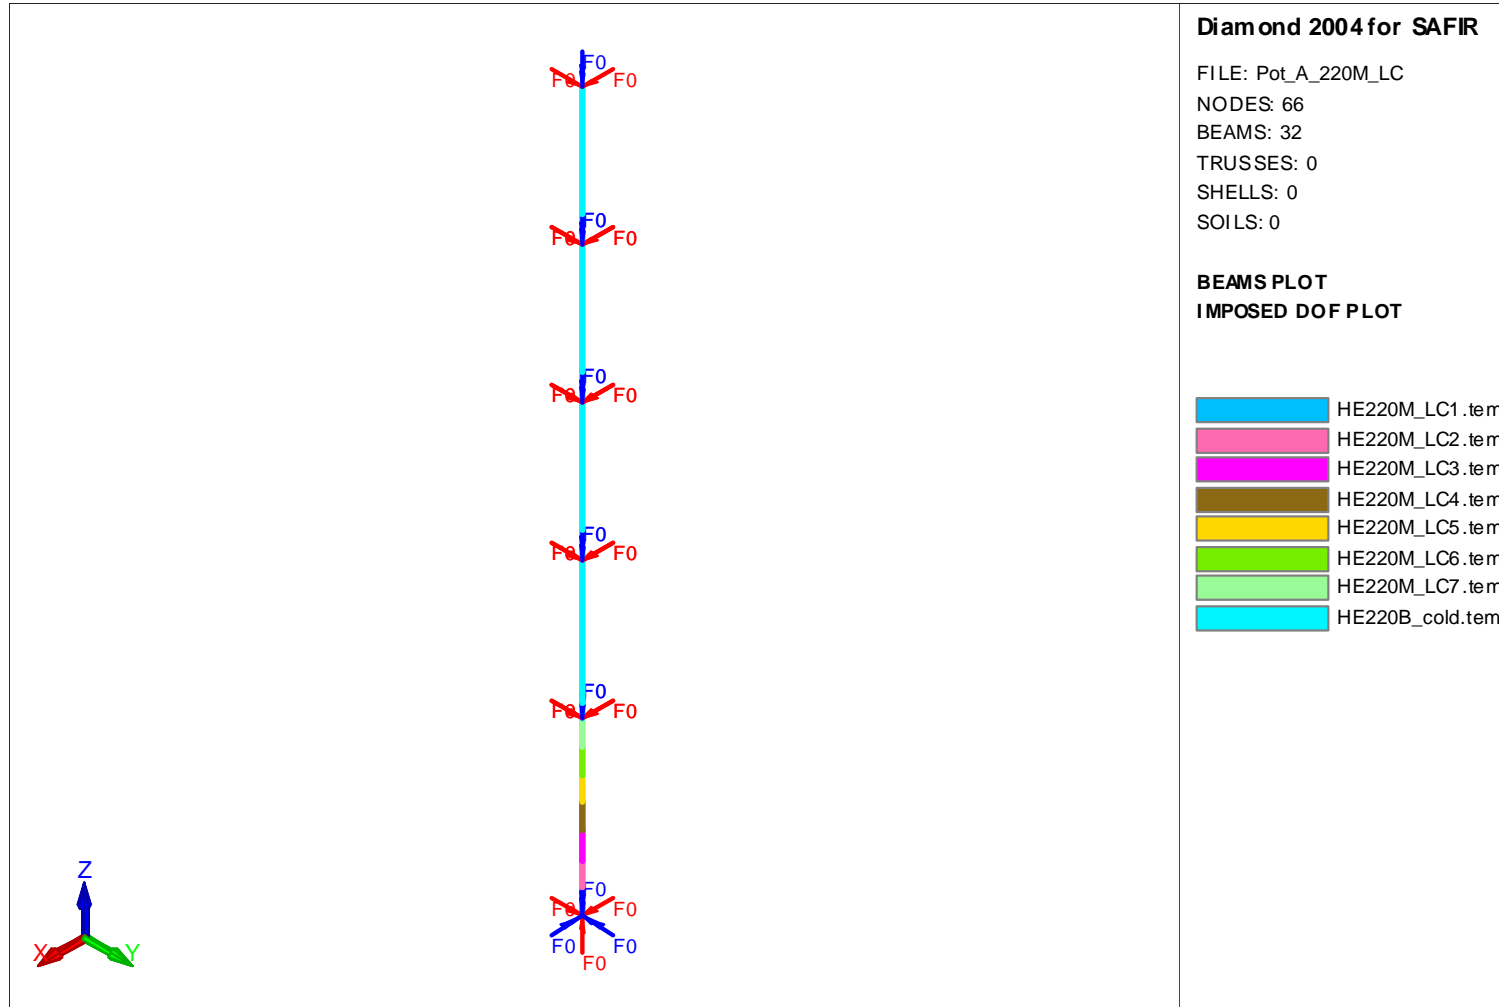 Diamond 2004 for SAFIR
FILE: Pot_A_220M_LC
NODES: 66
BEAMS: 32
TRUSSES: 0
SHELLS: 0
SOILS: 0
BEAMS PLOT
IMPOSED DOF PLOT
HE220M_LC1.tem
HE220M_LC2.tem
HE220M_LC3.tem
HE220M_LC4.tem
HE220M_LC5.tem
HE220M_LC6.tem
HE220M_LC7.tem
HE220B_cold.tem
F0
F0 F0
F0
F0 F0
F0
F0 F0
F0
F0 F0
F0
F0 F0
F0
F0 F0
F0 F0
F0
Z
X Y